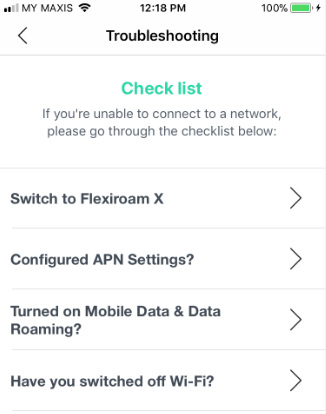 MY MAXIS 12:18 PM 100%
Troubleshooting
Check list
If you're unable to connect to a network,
please go through the checklist below:
Switch to Flexiroam X
Configured APN Settings?
Turned on Mobile Data & Data
Roaming?
Have you switched off Wi-Fi?